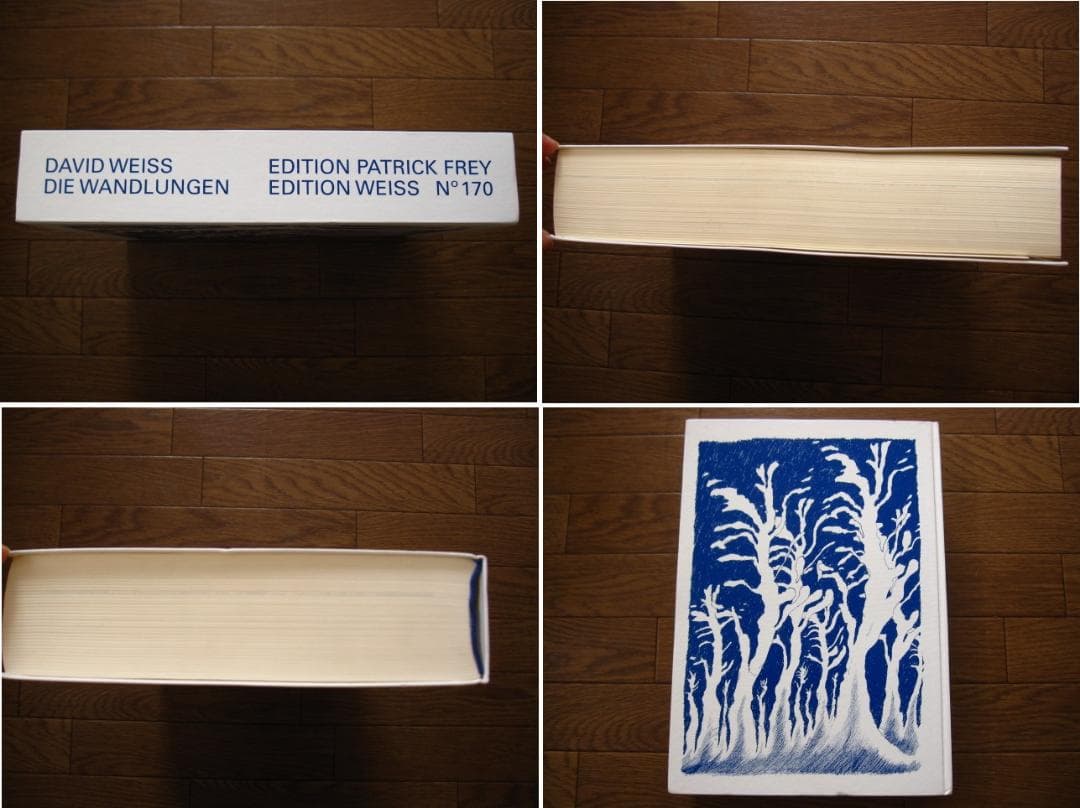 DAVID WEISS
DIE WANDLUNGEN
EDITION PATRICK FREY
EDITION WEISS N° 170